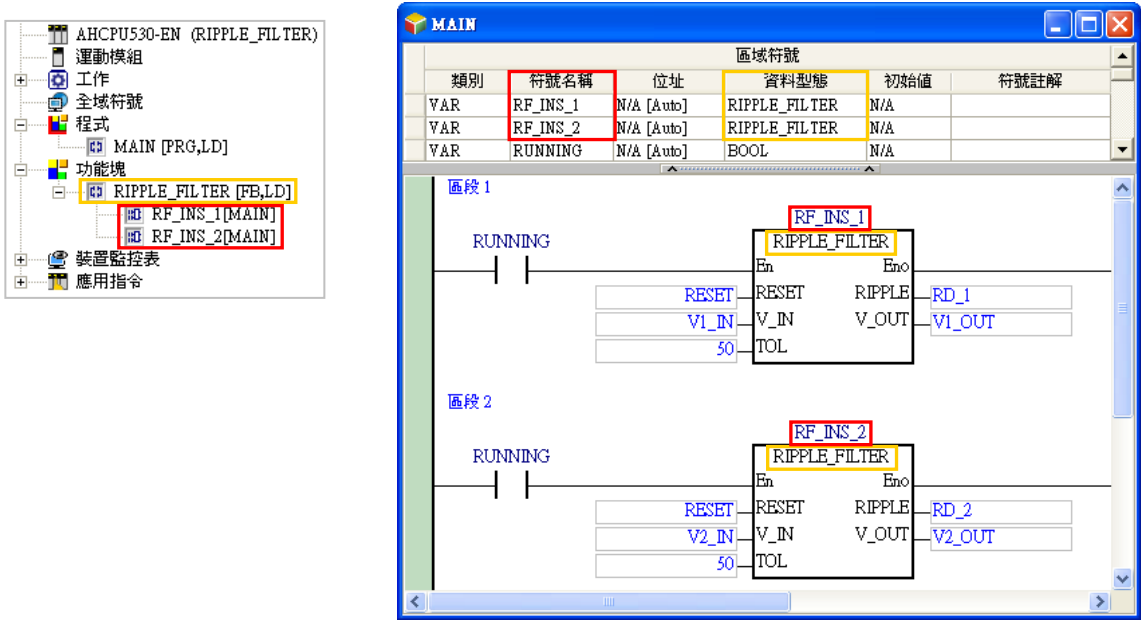 AHCPU530-EN (RIPPLE_FILTER)
運動模組
工作
全域符號
程式
MAIN [PRG,LD]
功能塊
RIPPLE_FILTER [FB,LD]
RF_INS_1[MAIN]
RF_INS_2[MAIN]
裝置監控表
應用指令
MAIN
區域符號
類別 符號名稱 位址 資料型態 初始值 符號註解
VAR RF_INS_1 N/A [Auto] RIPPLE_FILTER N/A
VAR RF_INS_2 N/A [Auto] RIPPLE_FILTER N/A
VAR RUNNING N/A [Auto] BOOL N/A
區段 1
RF_INS_1
RUNNING RIPPLE_FILTER
En Eno
RESET RESET RIPPLE RD_1
V1_IN V_IN V_OUT V1_OUT
50 TOL
區段 2
RF_INS_2
RUNNING RIPPLE_FILTER
En Eno
RESET RESET RIPPLE RD_2
V2_IN V_IN V_OUT V2_OUT
50 TOL